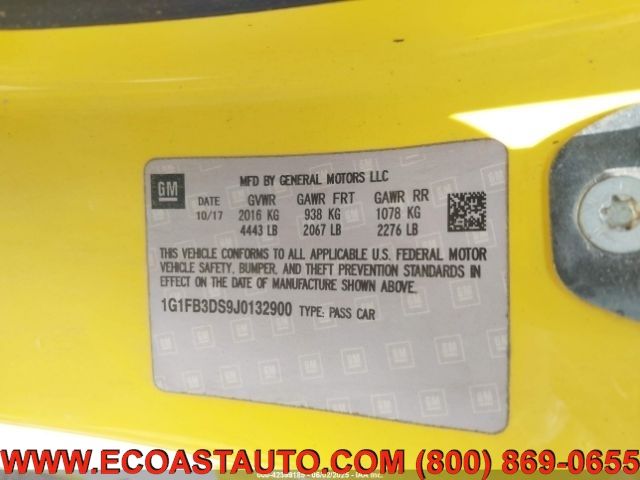 GM
MFD BY GENERAL MOTORS LLC
DATE GVWR GAWR FRT GAWR RR
10/17 2016 KG 938 KG 1078 KG
4443 LB 2067 LB 2276 LB
THIS VEHICLE CONFORMS TO ALL APPLICABLE U.S. FEDERAL MOTOR
VEHICLE SAFETY, BUMPER, AND THEFT PREVENTION STANDARDS IN
EFFECT ON THE DATE OF MANUFACTURE SHOWN ABOVE.
1G1FB3DS9J0132900 TYPE: PASS CAR
WWW.ECOASTAUTO.COM (800) 869-0655